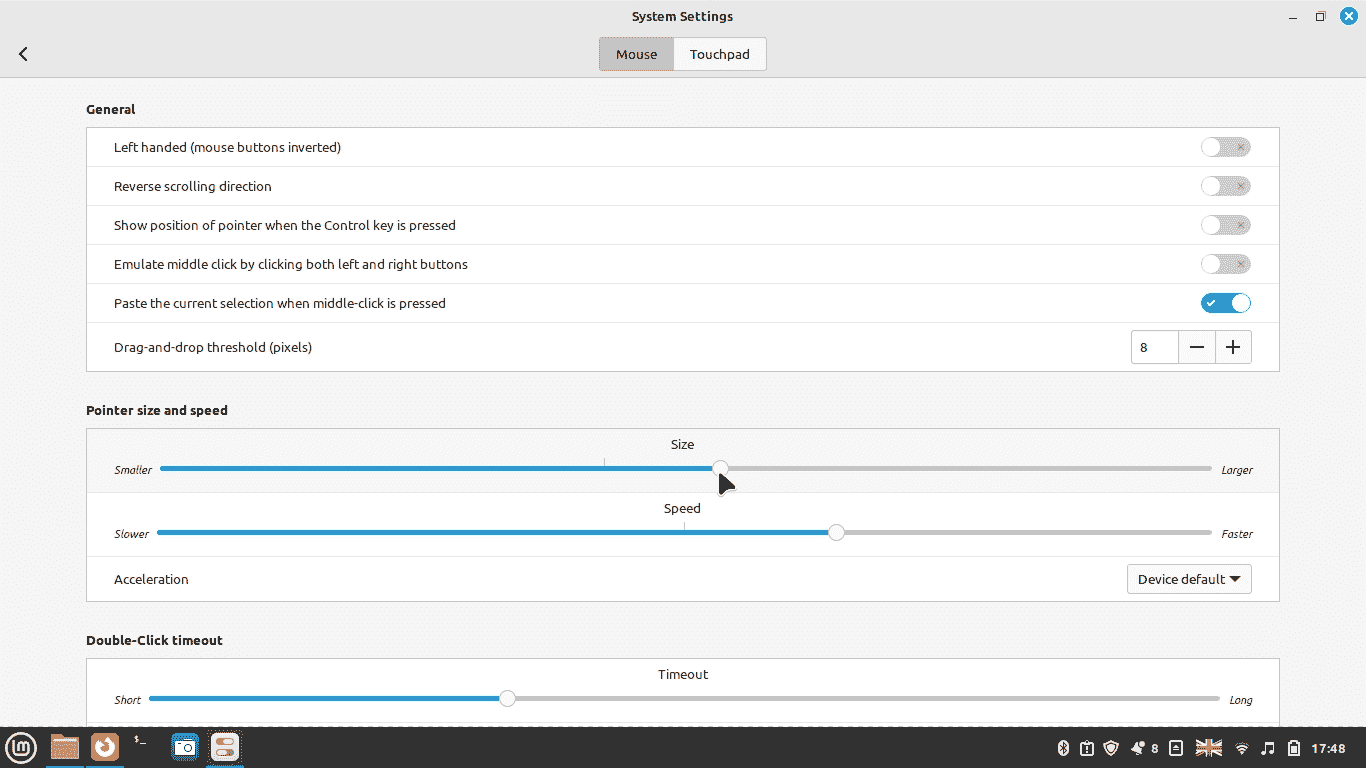 System Settings
Mouse Touchpad
General
Left handed (mouse buttons inverted)
Reverse scrolling direction
Show position of pointer when the Control key is pressed
Emulate middle click by clicking both left and right buttons
Paste the current selection when middle-click is pressed
Drag-and-drop threshold (pixels) 8
Pointer size and speed
Size
Smaller Larger
Speed
Slower Faster
Acceleration Device default
Double-Click timeout
Timeout
Short Long
$_ 8 17:48